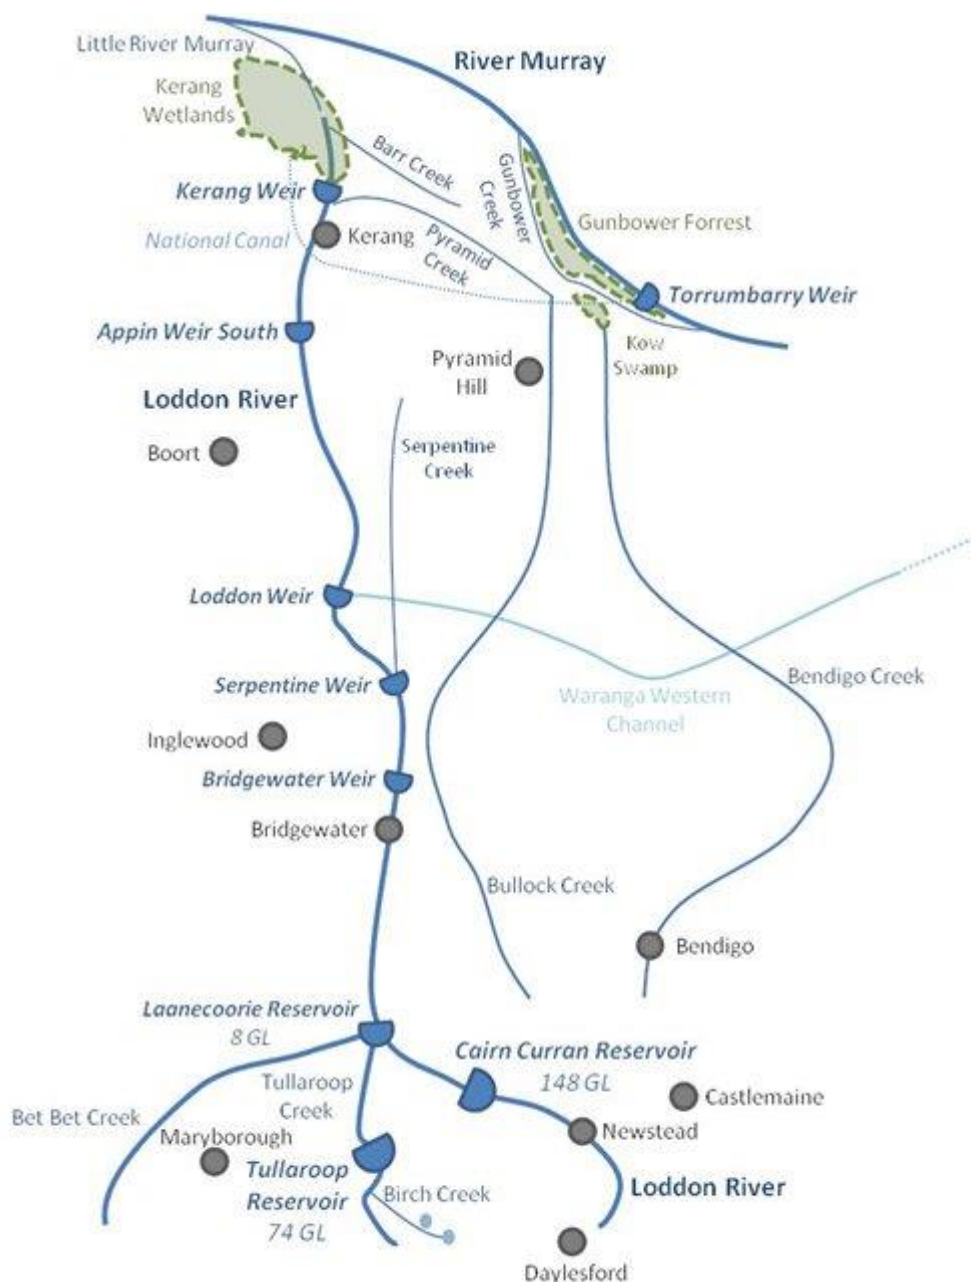 Little River Murray
River Murray
Kerang
Wetlands
Barr Creek
Gunbower
Creek
Kerang Weir
Gunbower Forrest
National Canal
Kerang
Pyramid
Creek
Torrumbarry Weir
Appin Weir South
Kow
Swamp
Pyramid
Hill
Loddon River
Boort
Serpentine
Creek
Loddon Weir
Bendigo Creek
Serpentine Weir
Waranga Western
Channel
Inglewood
Bridgewater Weir
Bridgewater
Bullock Creek
Bendigo
Laanecoorie Reservoir
8 GL
Cairn Curran Reservoir
148 GL
Tullaroop
Creek
Castlemaine
Bet Bet Creek
Maryborough
Newstead
Tullaroop
Reservoir
74 GL
Birch Creek
Loddon River
Daylesford